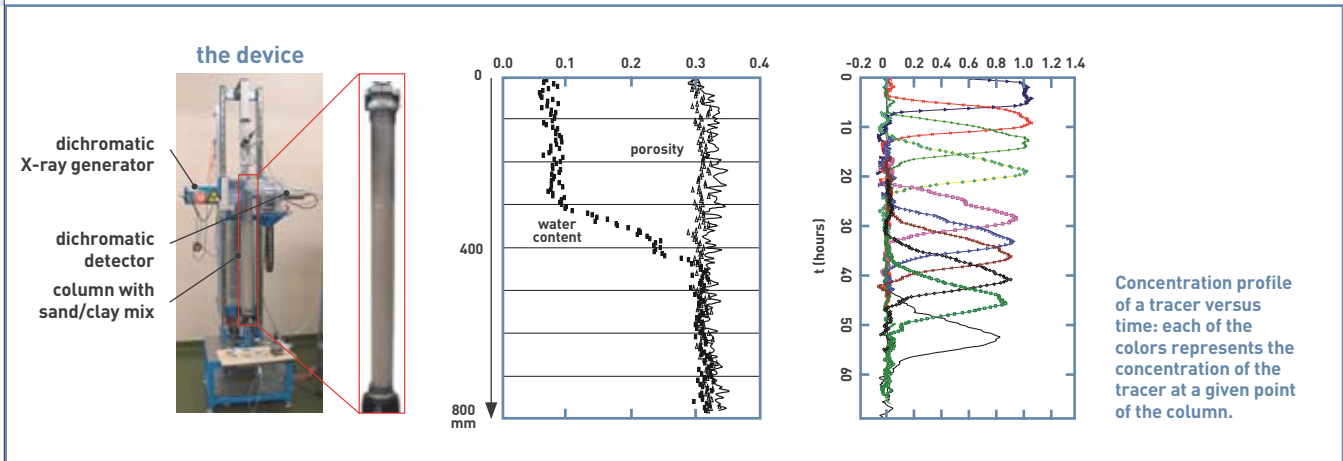 the device
dichromatic
X-ray generator
dichromatic
detector
column with
sand/clay mix
0.0 0.1 0.2 0.3 0.4
0
400
800
mm
porosity
water
content
-0.2 0 0.2 0.4 0.6 0.8 1.0 1.2 1.4
0
10
20
30
40
50
60
t (hours)
Concentration profile
of a tracer versus
time: each of the
colors represents the
concentration of the
tracer at a given point
of the column.